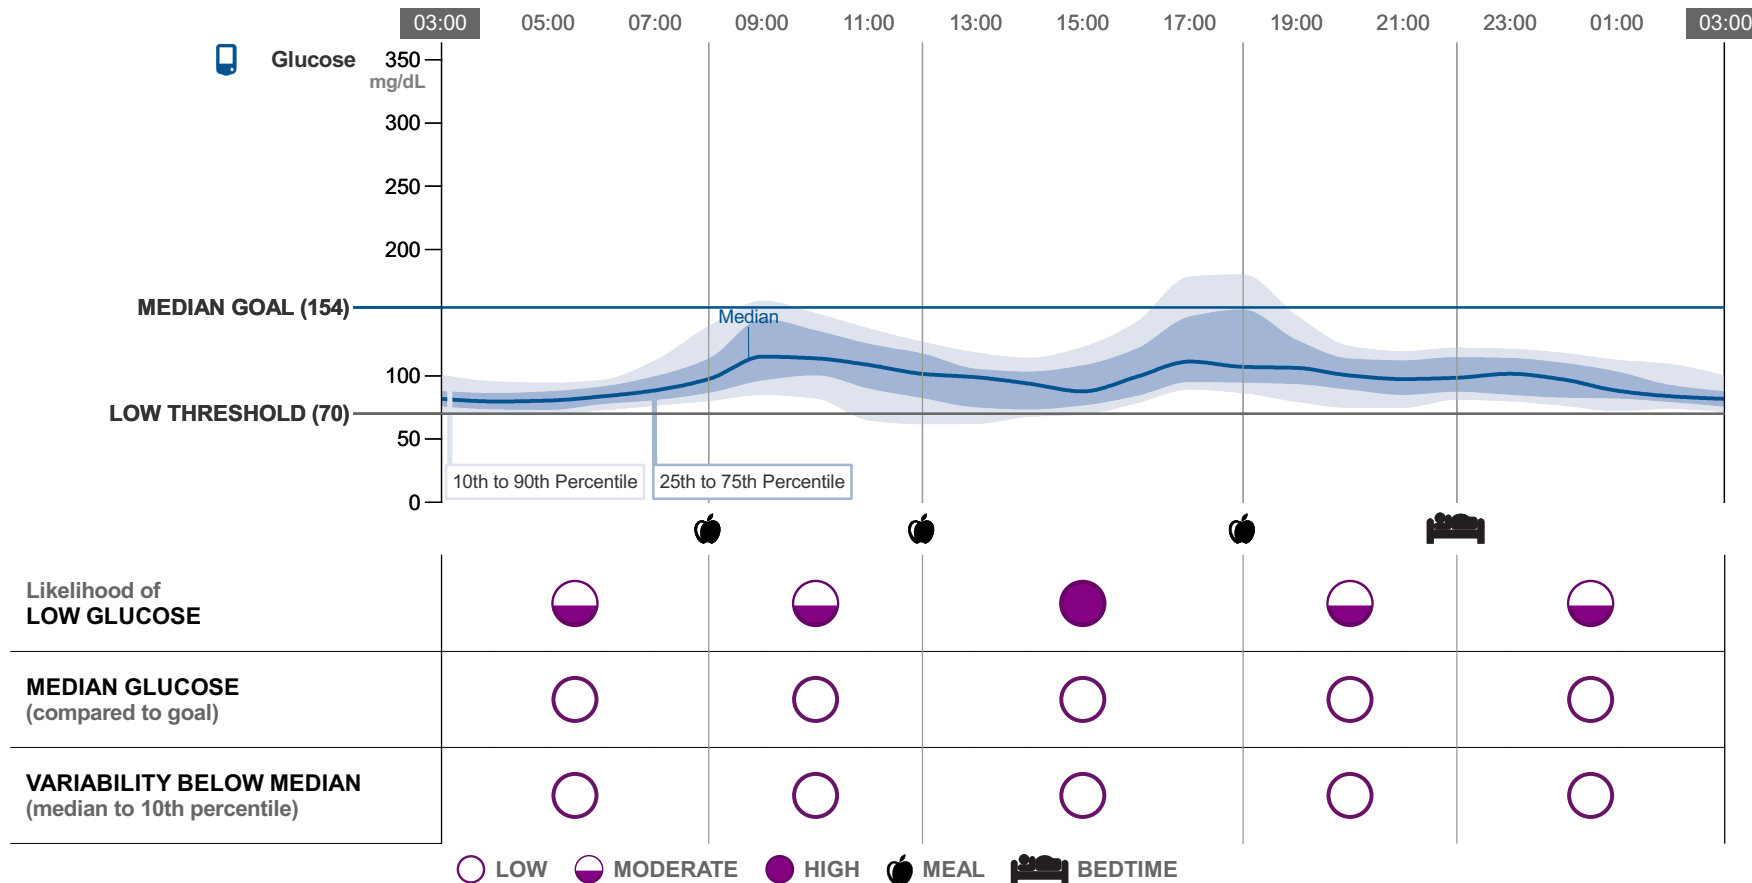 03:00 05:00 07:00 09:00 11:00 13:00 15:00 17:00 19:00 21:00 23:00 01:00 03:00
Glucose 350
mg/dL
300
250
200
MEDIAN GOAL (154)
Median
100
LOW THRESHOLD (70)
50
10th to 90th Percentile 25th to 75th Percentile
0
Likelihood of
LOW GLUCOSE
MEDIAN GLUCOSE
(compared to goal)
VARIABILITY BELOW MEDIAN
(median to 10th percentile)
LOW MODERATE HIGH MEAL BEDTIME